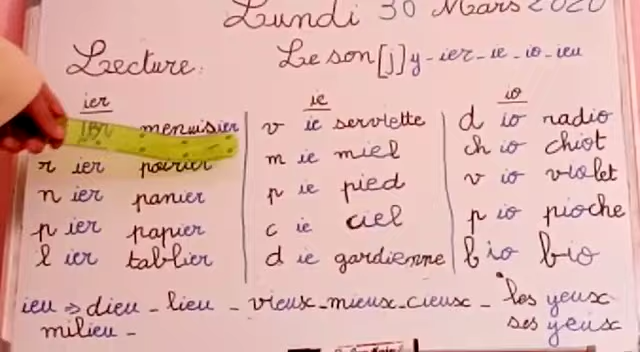 Lundi 30 Mars 2020
Lecture: Le son [j] y - ier - ie - io - ieu
ier
menuisier
r ier poirier
n ier panier
p ier papier
l ier tablier
ie
v ie serviette
m ie miel
p ie pied
c ie ciel
d ie gardienne
io
d io radio
ch io chiot
v io violet
p io pioche
b io bio
ieu ⇒ dieu - lieu - vieux - mieux - cieux - les yeux
milieu - ses yeux